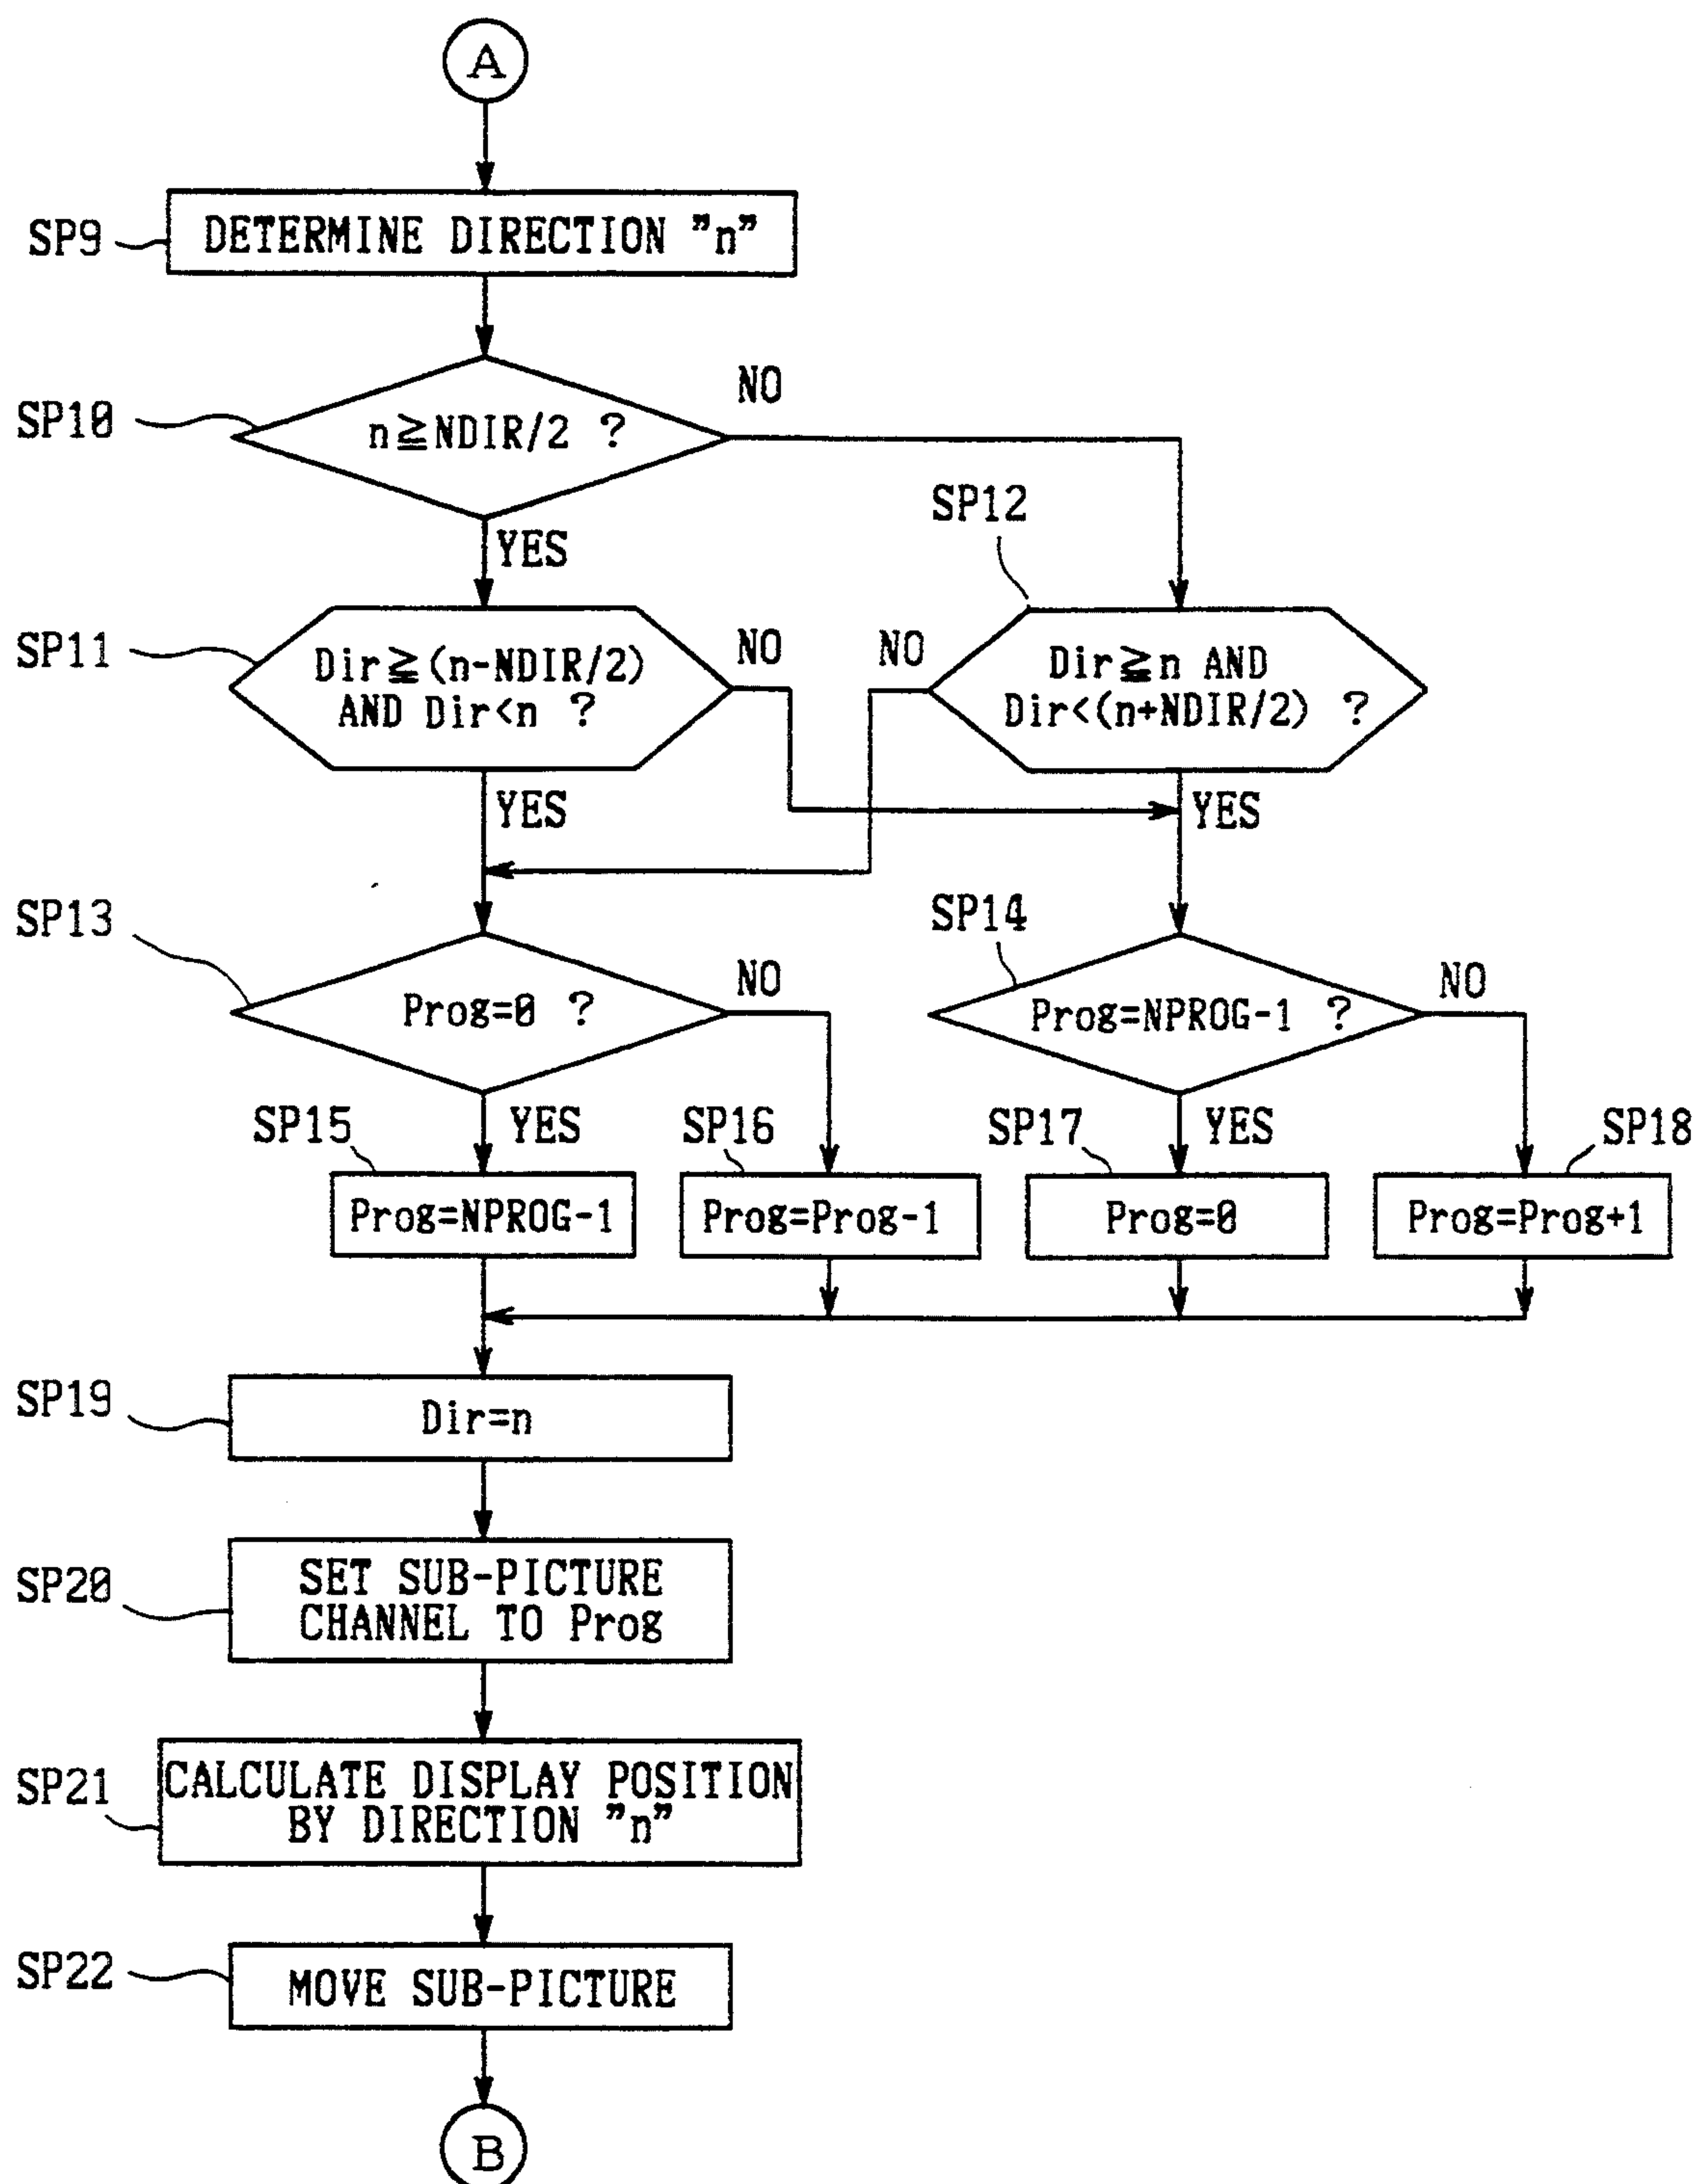 A
SP9
DETERMINE DIRECTION ”n”
SP10
n≧NDIR/2 ?
NO
YES
SP12
SP11
Dir≧(n-NDIR/2)
AND Dir<n ?
NO
NO
Dir≧n AND
Dir<(n+NDIR/2) ?
YES
YES
SP13
Prog=0 ?
NO
SP14
Prog=NPROG-1 ?
NO
SP15
YES
SP16
SP17
YES
SP18
Prog=NPROG-1
Prog=Prog-1
Prog=0
Prog=Prog+1
SP19
Dir=n
SP20
SET SUB-PICTURE
CHANNEL TO Prog
SP21
CALCULATE DISPLAY POSITION
BY DIRECTION ”n”
SP22
MOVE SUB-PICTURE
B